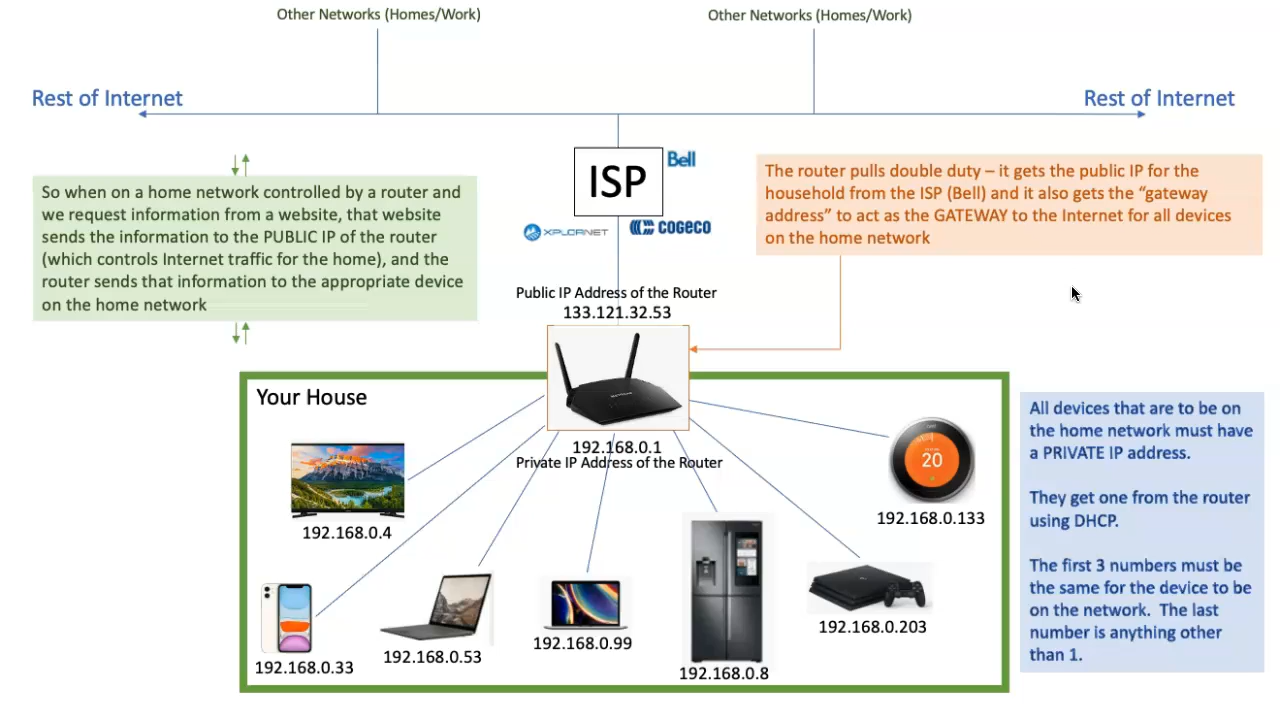 Other Networks (Homes/Work)
Other Networks (Homes/Work)
Rest of Internet
Rest of Internet
ISP
Bell
XPLORNET
COGECO
So when on a home network controlled by a router and
we request information from a website, that website
sends the information to the PUBLIC IP of the router
(which controls Internet traffic for the home), and the
router sends that information to the appropriate device
on the home network
The router pulls double duty – it gets the public IP for the
household from the ISP (Bell) and it also gets the “gateway
address” to act as the GATEWAY to the Internet for all devices
on the home network
Public IP Address of the Router
133.121.32.53
Your House
192.168.0.1
Private IP Address of the Router
20
192.168.0.4
192.168.0.133
192.168.0.33
192.168.0.53
192.168.0.99
192.168.0.8
192.168.0.203
All devices that are to be on
the home network must have
a PRIVATE IP address.
They get one from the router
using DHCP.
The first 3 numbers must be
the same for the device to be
on the network.  The last
number is anything other
than 1.